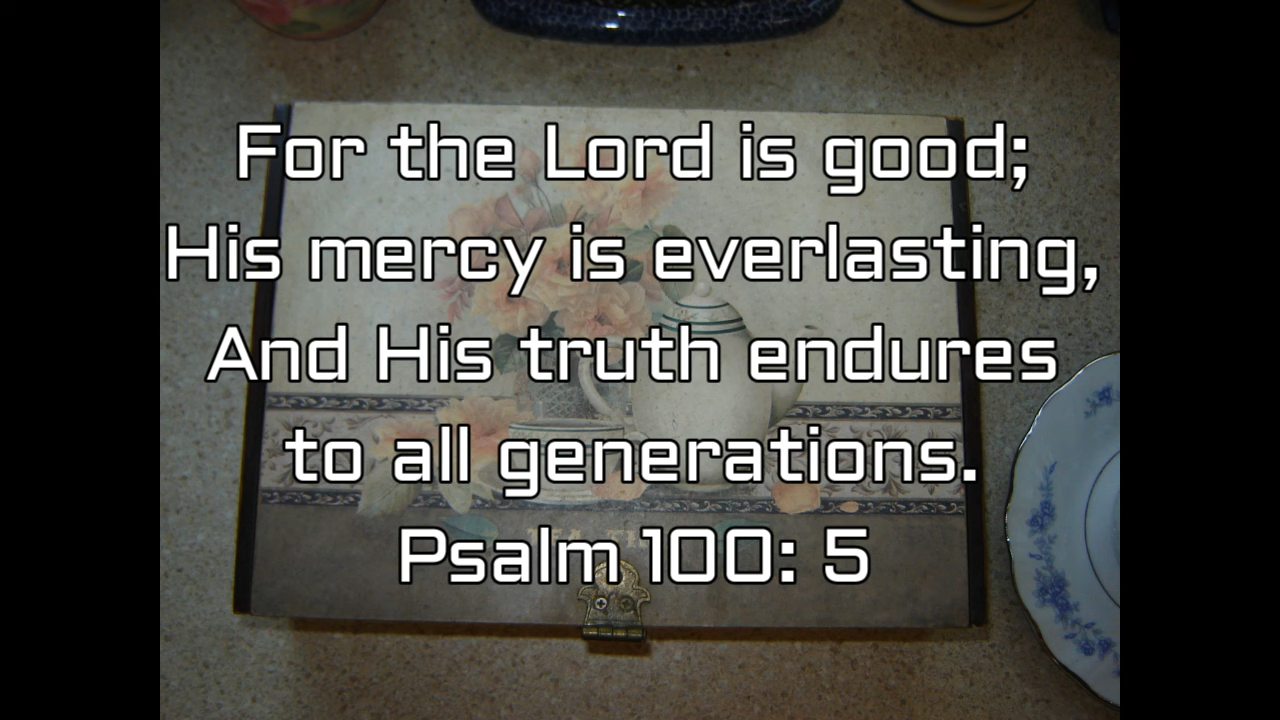 For the Lord is good;
His mercy is everlasting,
And His truth endures
to all generations.
Psalm 100: 5